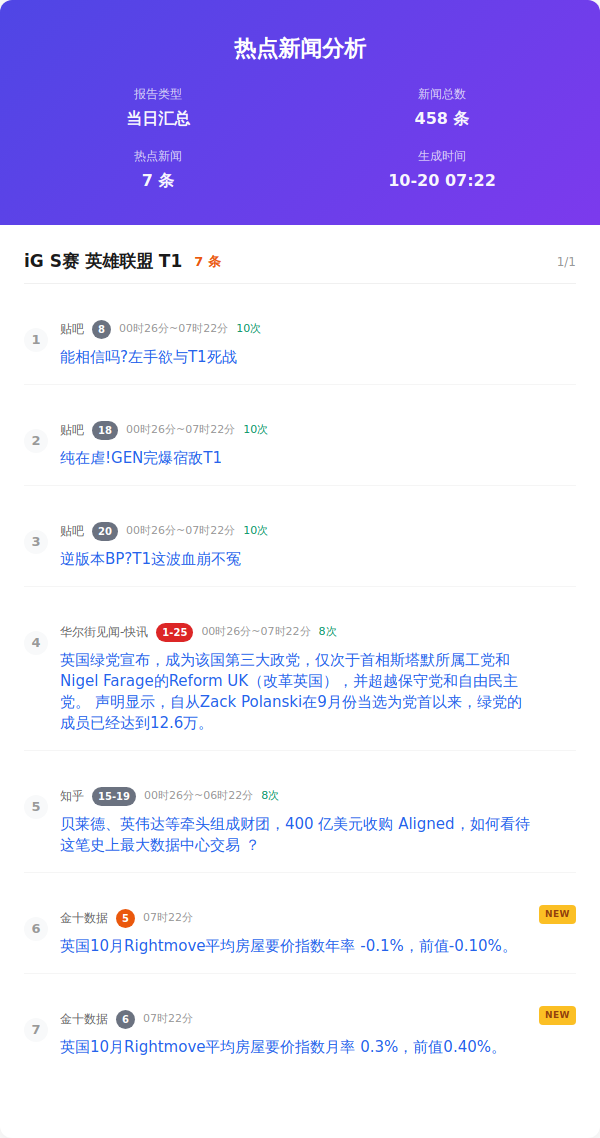 热点新闻分析
报告类型
新闻总数
当日汇总
458 条
热点新闻
生成时间
7 条
10-20 07:22
iG S赛 英雄联盟 T1 7 条 1/1
1
贴吧 8 00时26分~07时22分 10次
能相信吗?左手欲与T1死战
2
贴吧 18 00时26分~07时22分 10次
纯在虐!GEN完爆宿敌T1
3
贴吧 20 00时26分~07时22分 10次
逆版本BP?T1这波血崩不冤
4
华尔街见闻-快讯 1-25 00时26分~07时22分 8次
英国绿党宣布，成为该国第三大政党，仅次于首相斯塔默所属工党和
Nigel Farage的Reform UK（改革英国），并超越保守党和自由民主
党。 声明显示，自从Zack Polanski在9月份当选为党首以来，绿党的
成员已经达到12.6万。
5
知乎 15-19 00时26分~06时22分 8次
贝莱德、英伟达等牵头组成财团，400 亿美元收购 Aligned，如何看待
这笔史上最大数据中心交易 ？
6
金十数据 5 07时22分 NEW
英国10月Rightmove平均房屋要价指数年率 -0.1%，前值-0.10%。
7
金十数据 6 07时22分 NEW
英国10月Rightmove平均房屋要价指数月率 0.3%，前值0.40%。